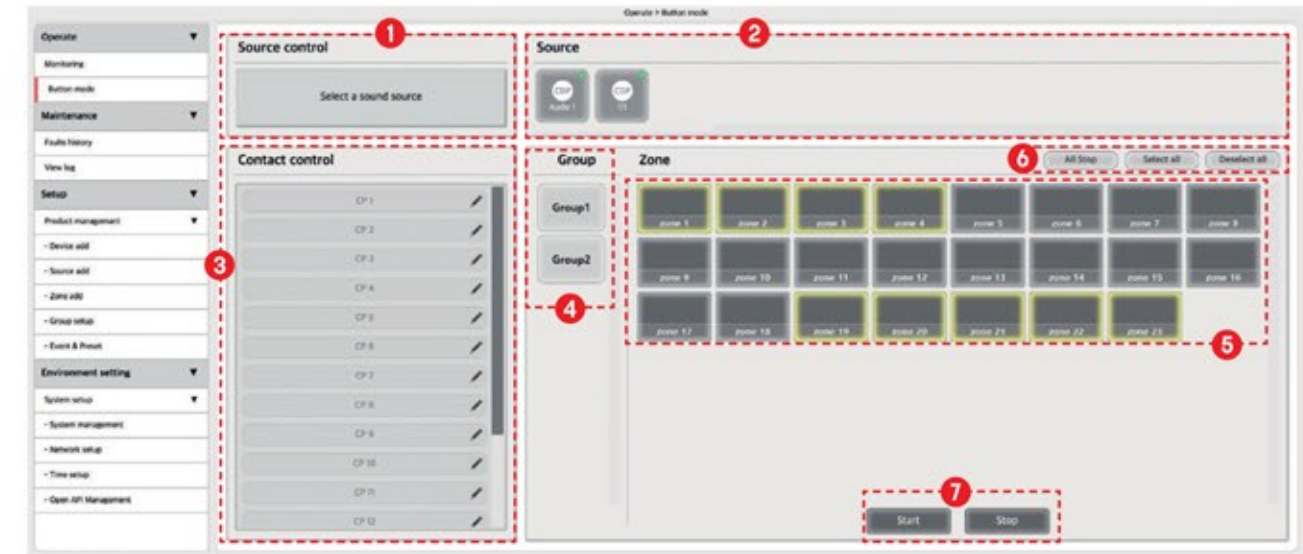 Operate > Button mode
Operate
Monitoring
Button mode
Maintenance
Faults history
View log
Setup
Product management
- Device add
- Source add
- Zone add
- Group setup
- Event & Preset
Environment setting
System setup
- System management
- Network setup
- Time setup
- Open API Management
1
Source control
Select a sound source
2
Source
CDP
Audio 1
CDP
3
Contact control
CP 1
CP 2
CP 3
CP 4
CP 5
CP 6
CP 7
CP 8
CP 9
CP 10
CP 11
CP 12
4
Group
Group1
Group2
Zone
6
All Stop Select all Deselect all
zone 1 zone 2 zone 3 zone 4 zone 5 zone 6 zone 7 zone 8
zone 9 zone 10 zone 11 zone 12 zone 13 zone 14 zone 15 zone 16
zone 17 zone 18 zone 19 zone 20 zone 21 zone 22 zone 23
5
7
Start Stop